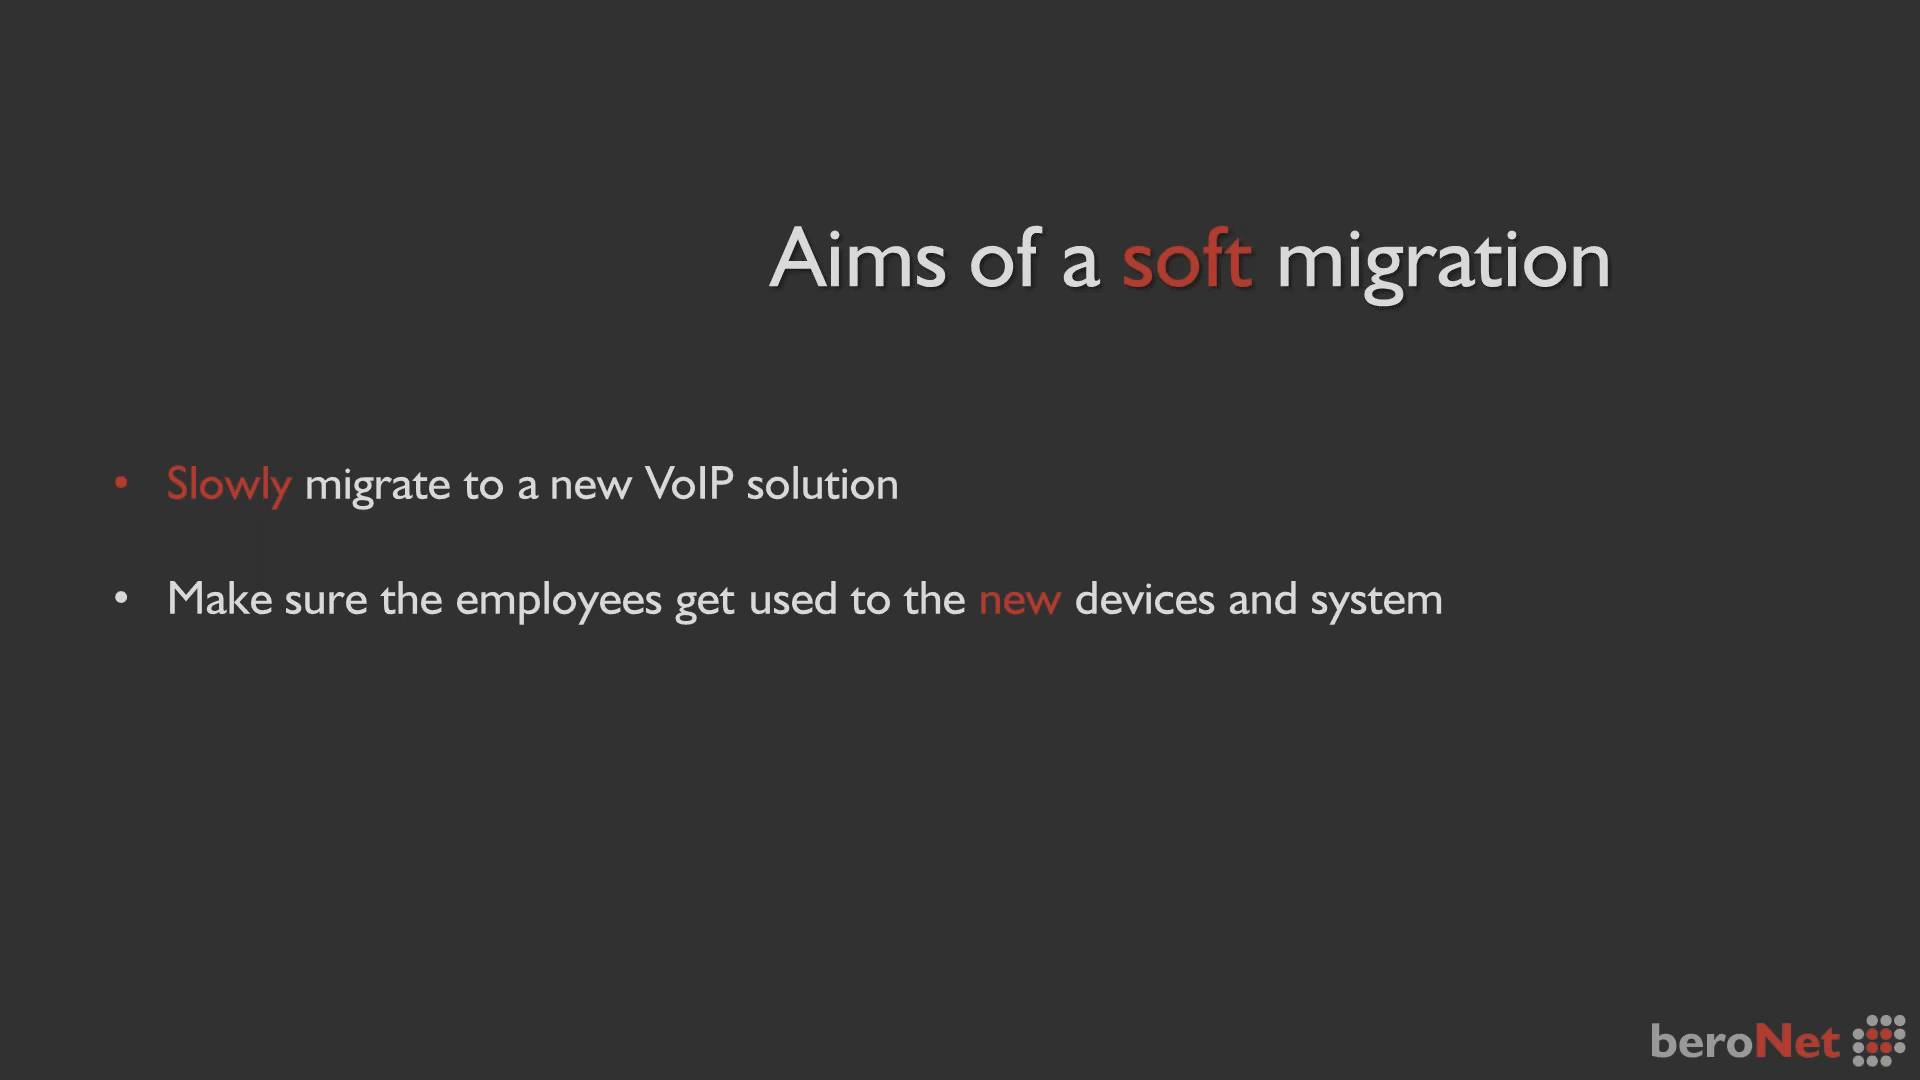 Aims of a soft migration
• Slowly migrate to a new VoIP solution
• Make sure the employees get used to the new devices and system
beroNet